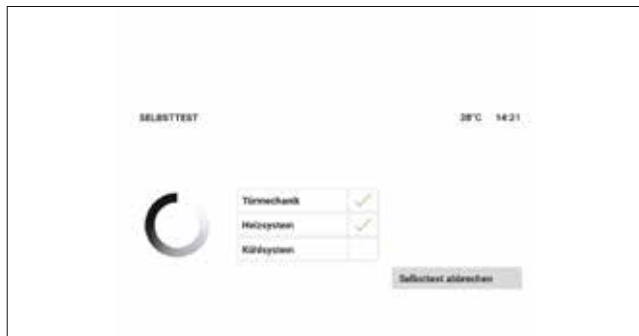 SELBSTTEST
28°C 14:21
Türmechanik
Heizsystem
Kühlsystem
Selbsttest abbrechen